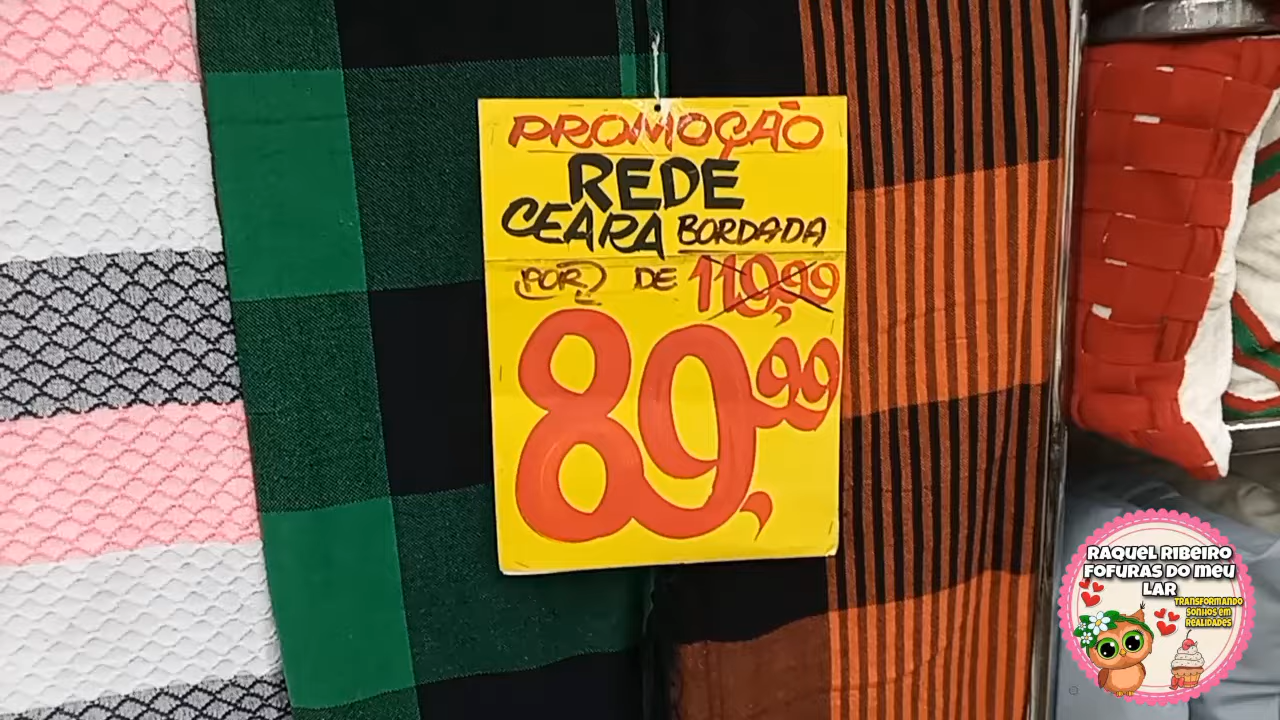 PROMOÇÃO
REDE
CEARA BORDADA
POR DE 119,99
89,99
RAQUEL RIBEIRO
FOFURAS DO MEU
LAR
TRANSFORMANDO
SONHOS EM
REALIDADES